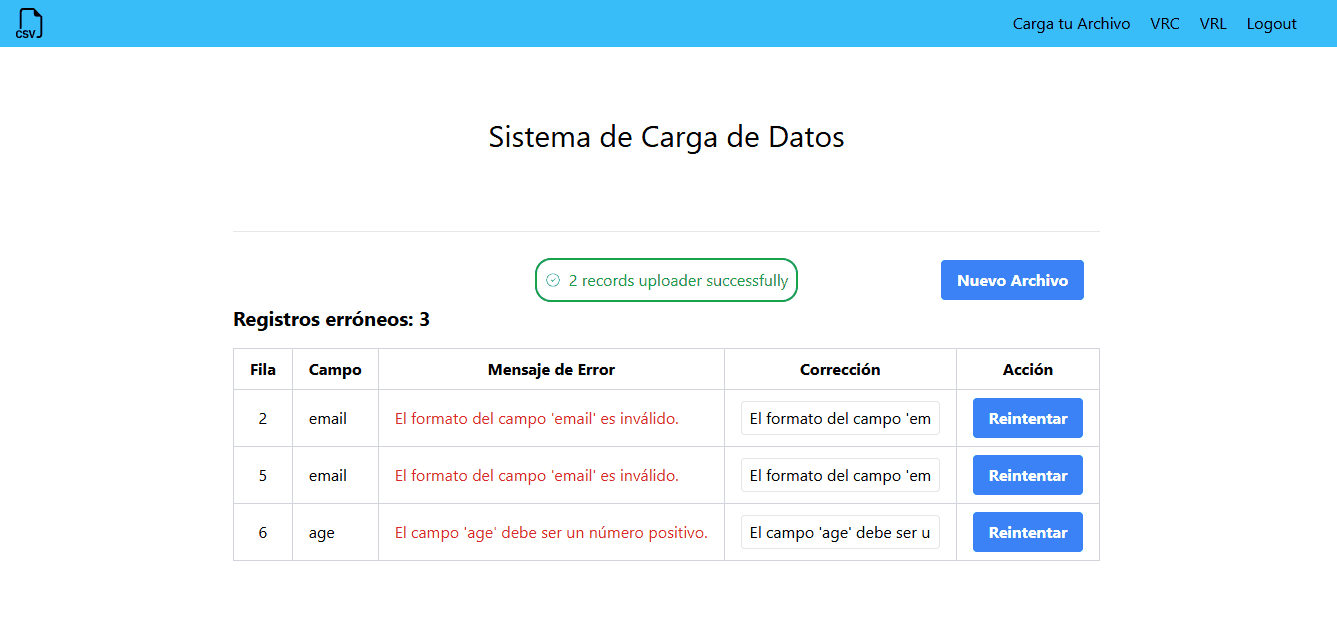 CSV
Carga tu Archivo VRC VRL Logout
Sistema de Carga de Datos
2 records uploader successfully
Nuevo Archivo
Registros erróneos: 3
Fila Campo Mensaje de Error Corrección Acción
2 email El formato del campo 'email' es inválido. El formato del campo 'em Reintentar
5 email El formato del campo 'email' es inválido. El formato del campo 'em Reintentar
6 age El campo 'age' debe ser un número positivo. El campo 'age' debe ser u Reintentar